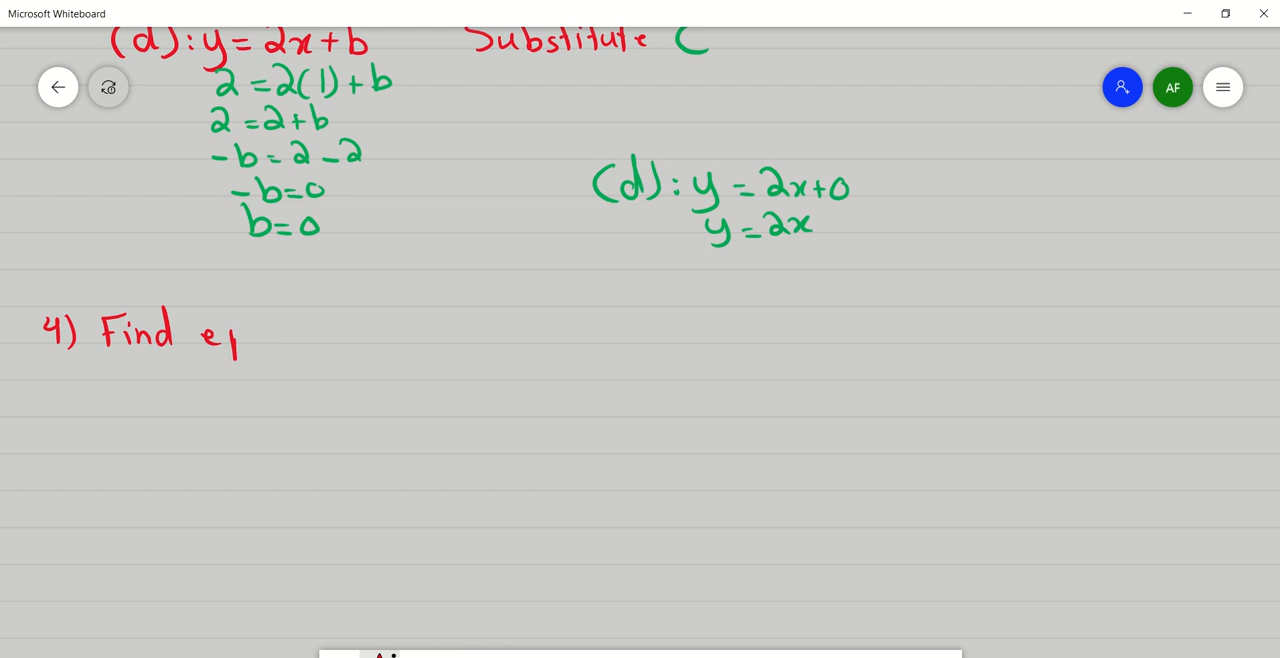 Microsoft Whiteboard
(d): y = 2x + b Substitute C
2 = 2(1) + b
2 = 2 + b
- b = 2 - 2
- b = 0
b = 0
(d): y = 2x + 0
y = 2x
AF
4) Find